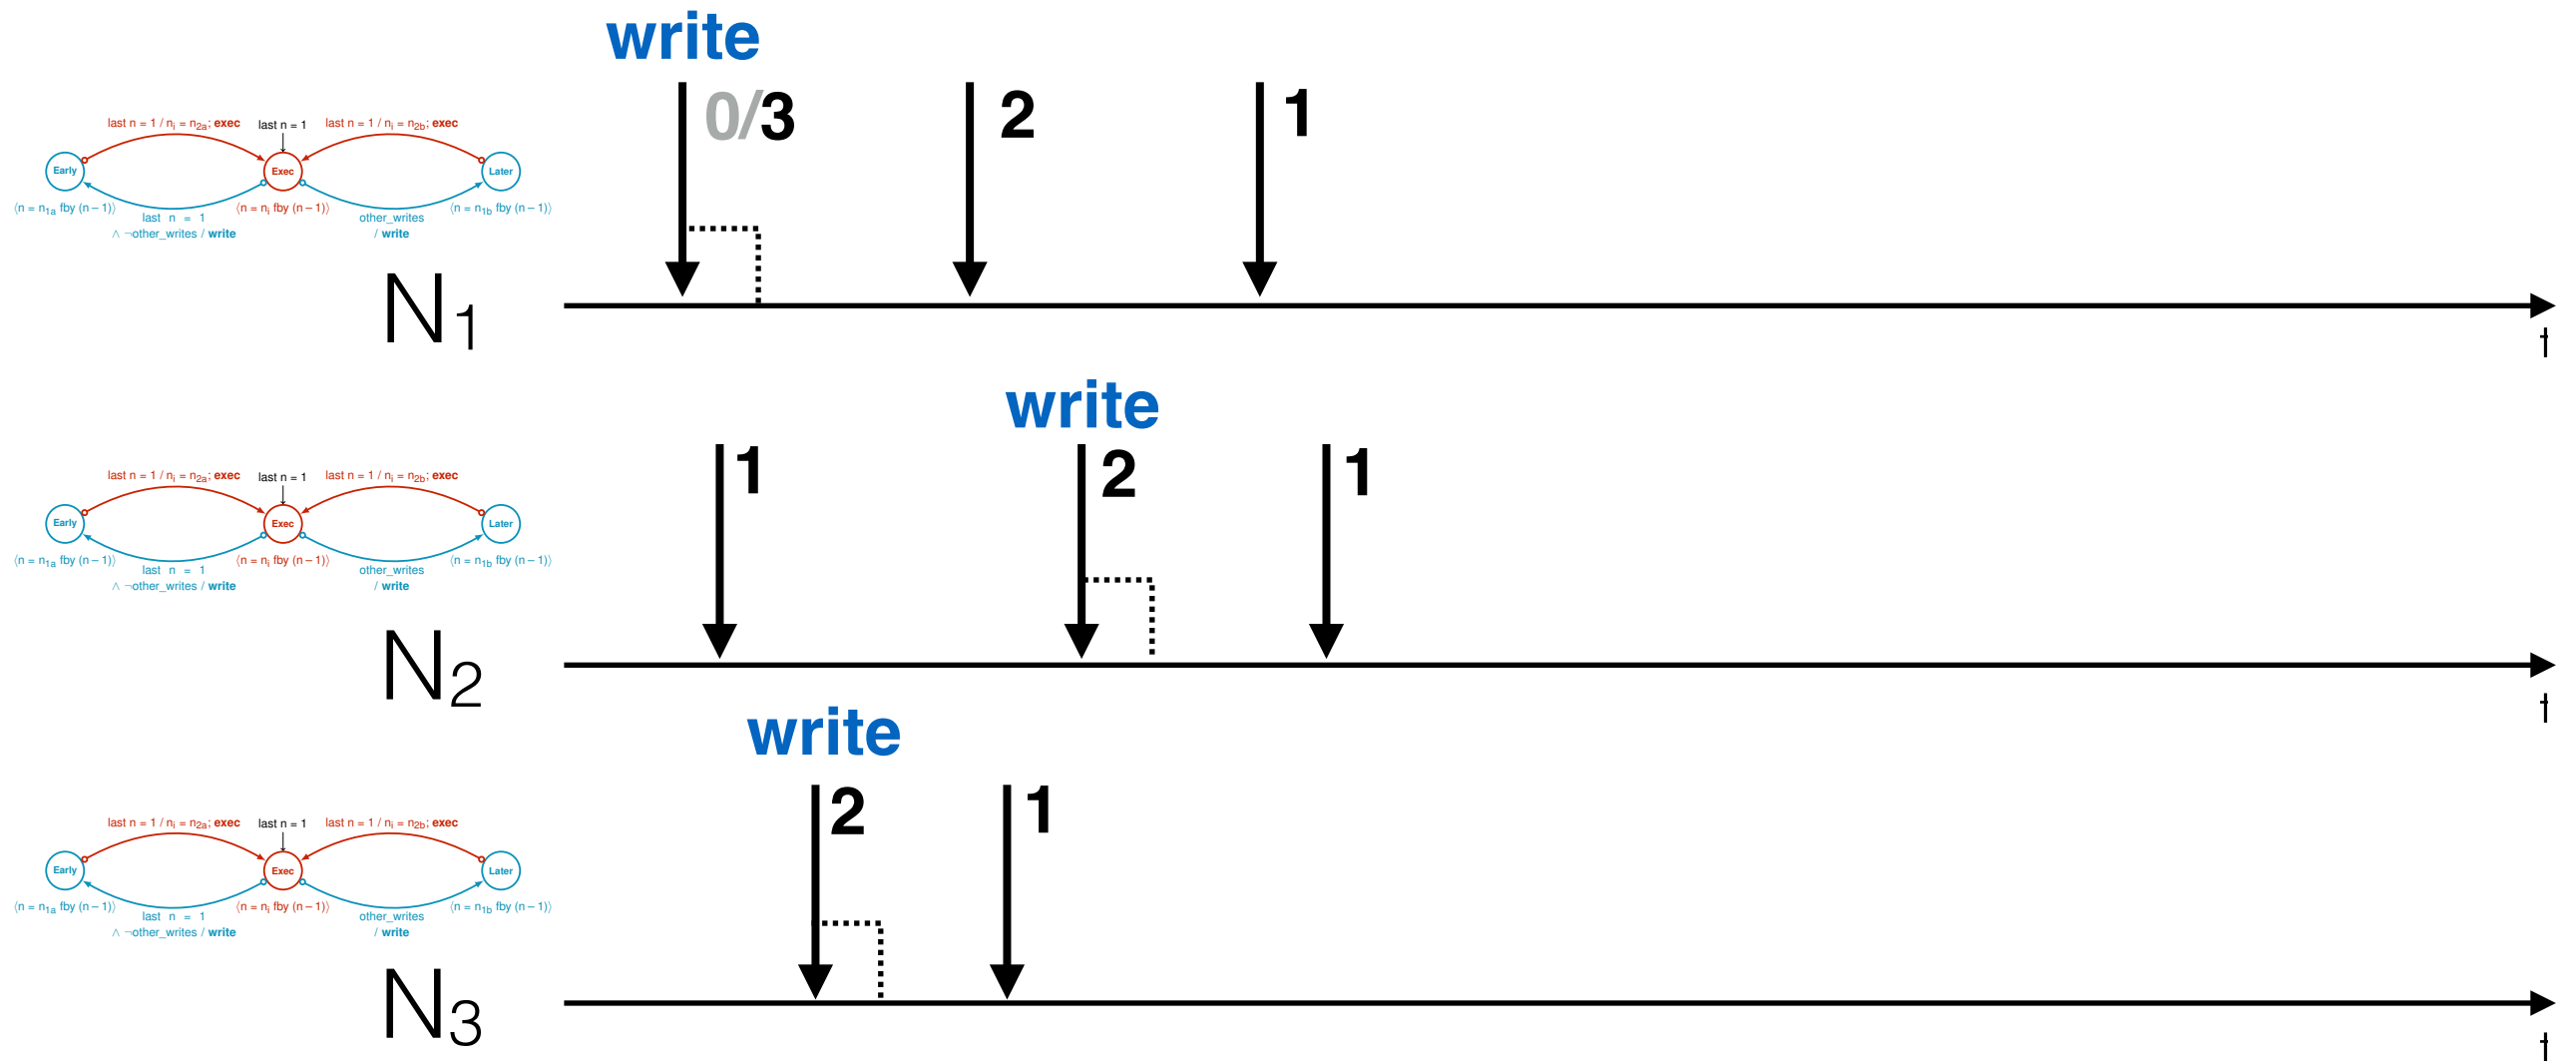 write
0/3 2 1
last n = 1 / nᵢ = n₂ₐ; exec last n = 1 last n = 1 / nᵢ = n₂b; exec
Early Exec Later
⟨n = n₁ₐ fby (n – 1)⟩ ⟨n = nᵢ fby (n – 1)⟩ ⟨n = n₁b fby (n – 1)⟩
last n = 1 other_writes
∧ ¬other_writes / write / write
N₁
t
write
1 2 1
last n = 1 / nᵢ = n₂ₐ; exec last n = 1 last n = 1 / nᵢ = n₂b; exec
Early Exec Later
⟨n = n₁ₐ fby (n – 1)⟩ ⟨n = nᵢ fby (n – 1)⟩ ⟨n = n₁b fby (n – 1)⟩
last n = 1 other_writes
∧ ¬other_writes / write / write
N₂
t
write
2 1
last n = 1 / nᵢ = n₂ₐ; exec last n = 1 last n = 1 / nᵢ = n₂b; exec
Early Exec Later
⟨n = n₁ₐ fby (n – 1)⟩ ⟨n = nᵢ fby (n – 1)⟩ ⟨n = n₁b fby (n – 1)⟩
last n = 1 other_writes
∧ ¬other_writes / write / write
N₃
t